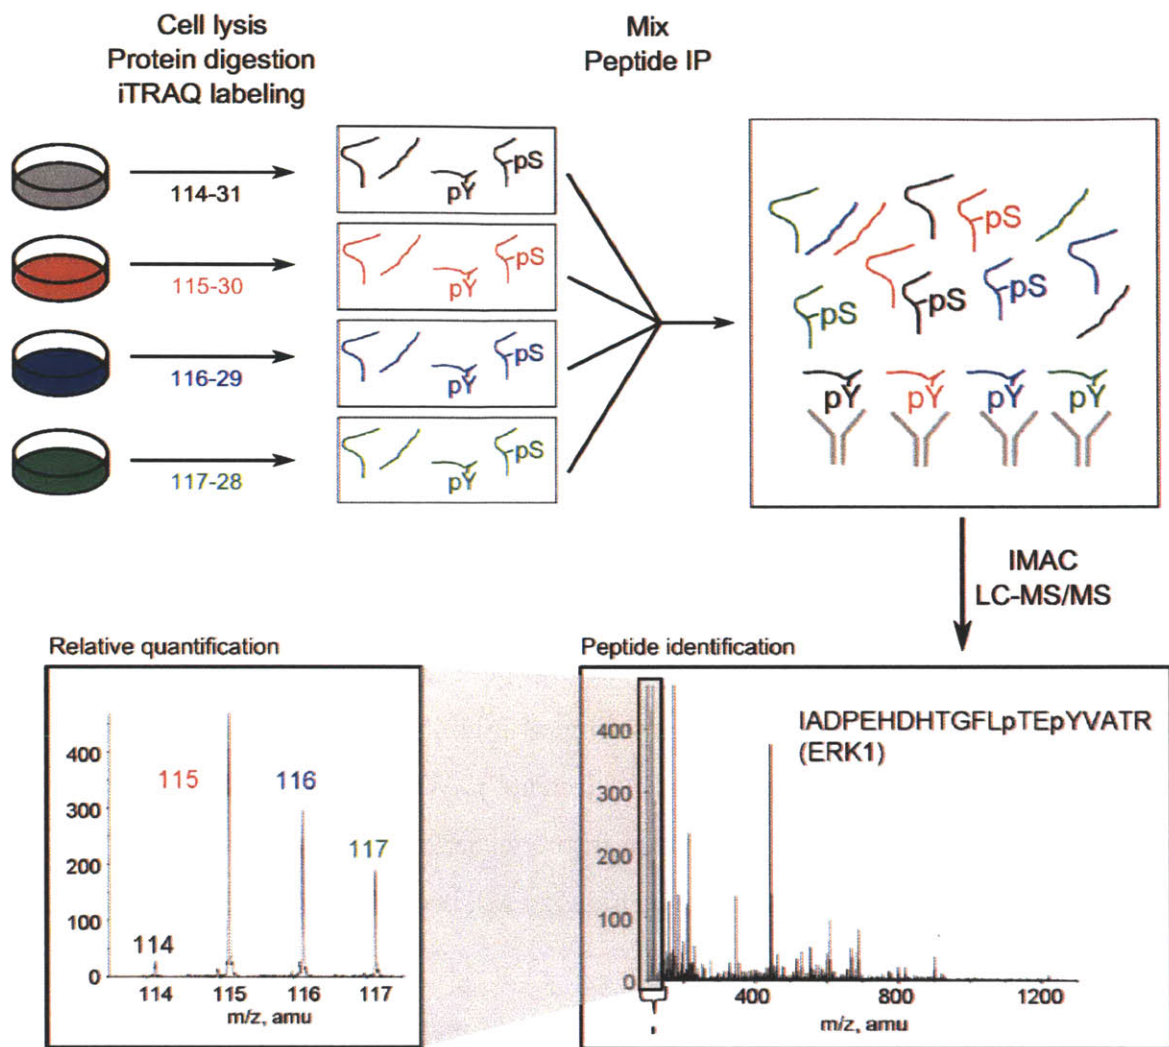 Cell lysis
Protein digestion
iTRAQ labeling
Mix
Peptide IP
114-31
pY
pS
115-30
pY
pS
116-29
pY
pS
117-28
pY
pS
pS
pS
pS
pS
pY
pY
pY
pY
IMAC
LC-MS/MS
Relative quantification
400
300
200
100
0
115
116
117
114
114
115
116
117
m/z, amu
Peptide identification
IADPEHDHTGFLpTEpYVATR
(ERK1)
400
300
200
100
0
400
800
1200
m/z, amu